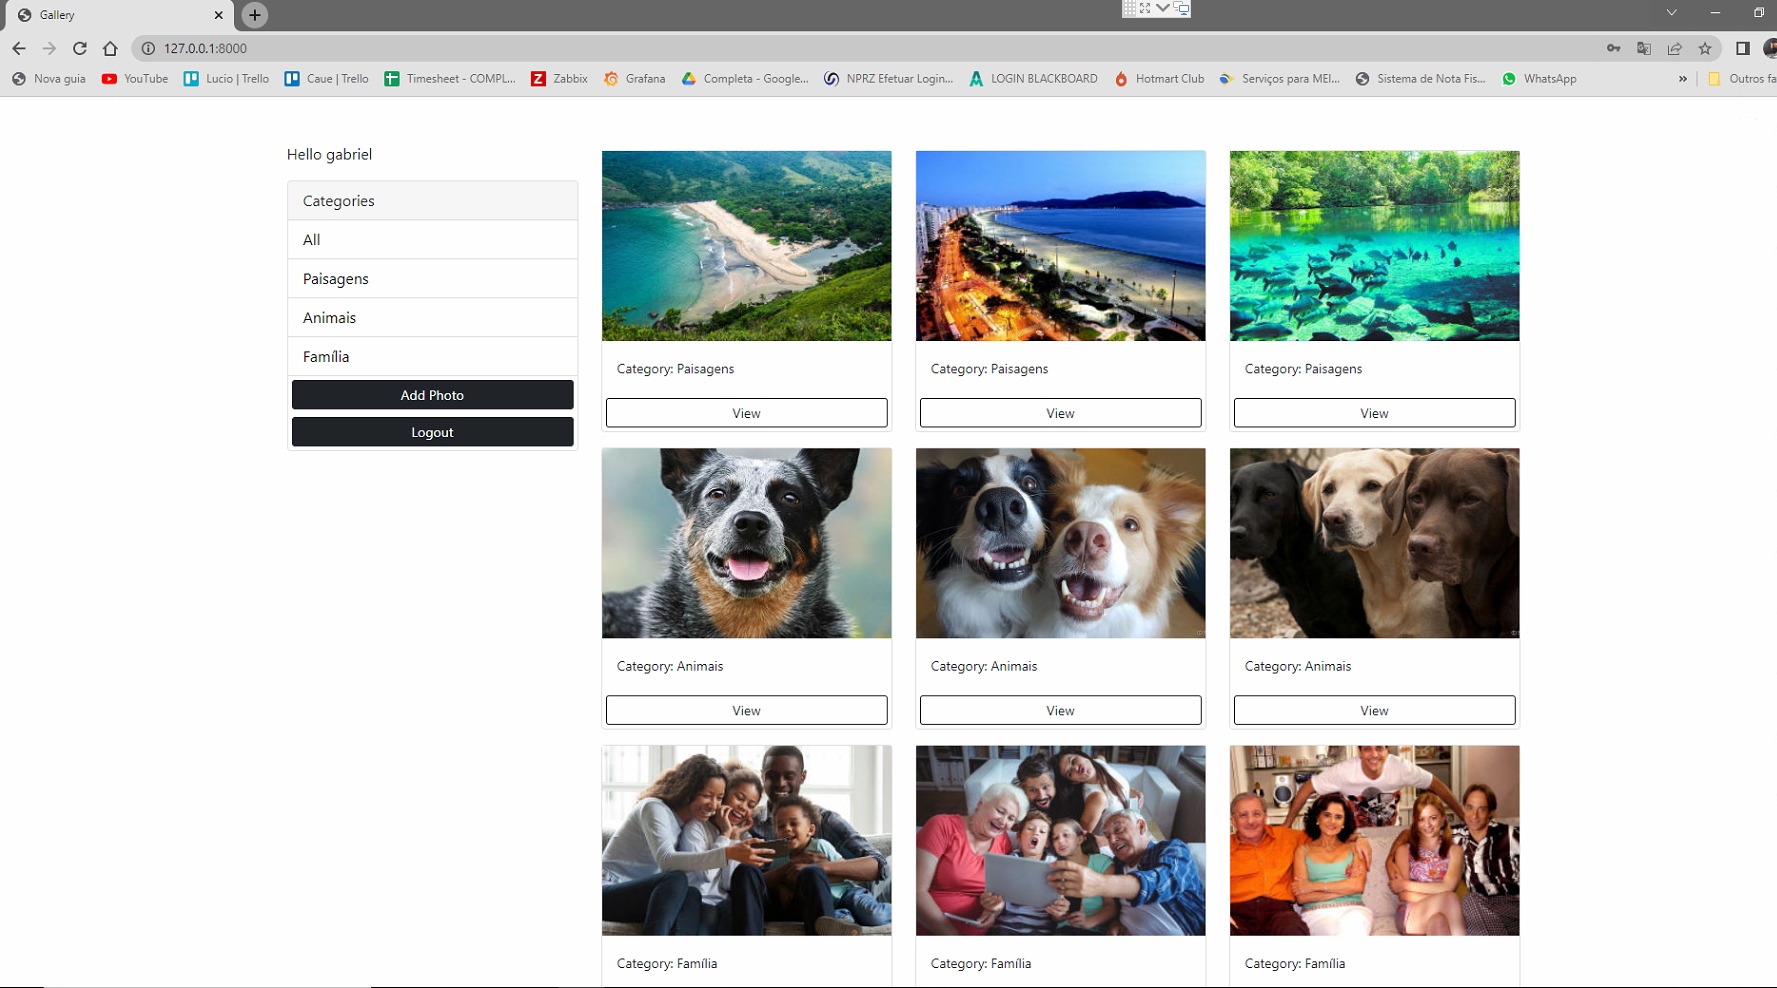 Gallery
127.0.0.1:8000
Nova guia YouTube Lucio | Trello Caue | Trello Timesheet - COMPL... Zabbix Grafana Completa - Google... NPRZ Efetuar Login... LOGIN BLACKBOARD Hotmart Club Serviços para MEI... Sistema de Nota Fis... WhatsApp » Outros fa
Hello gabriel
Categories
All
Paisagens
Animais
Família
Add Photo
Logout
Category: Paisagens Category: Paisagens Category: Paisagens
View View View
Category: Animais Category: Animais Category: Animais
View View View
Category: Família Category: Família Category: Família